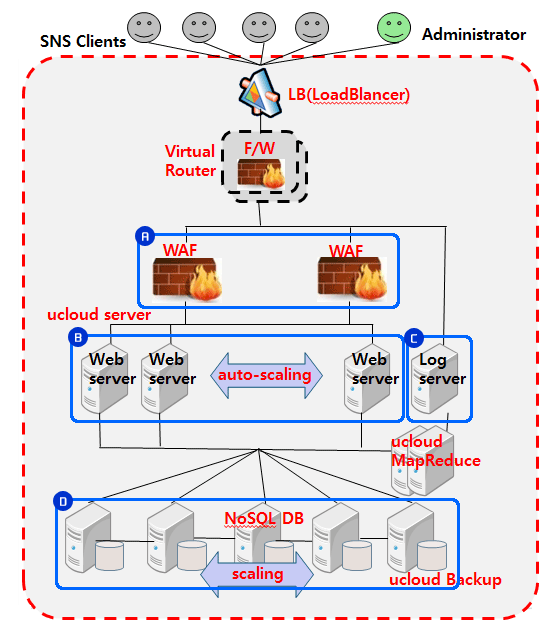 SNS Clients
Administrator
LB(LoadBlancer)
Virtual
Router
F/W
A
WAF
WAF
ucloud server
B
C
Web
server
Web
server
auto-scaling
Web
server
Log
server
ucloud
MapReduce
D
NoSQL DB
scaling
ucloud Backup